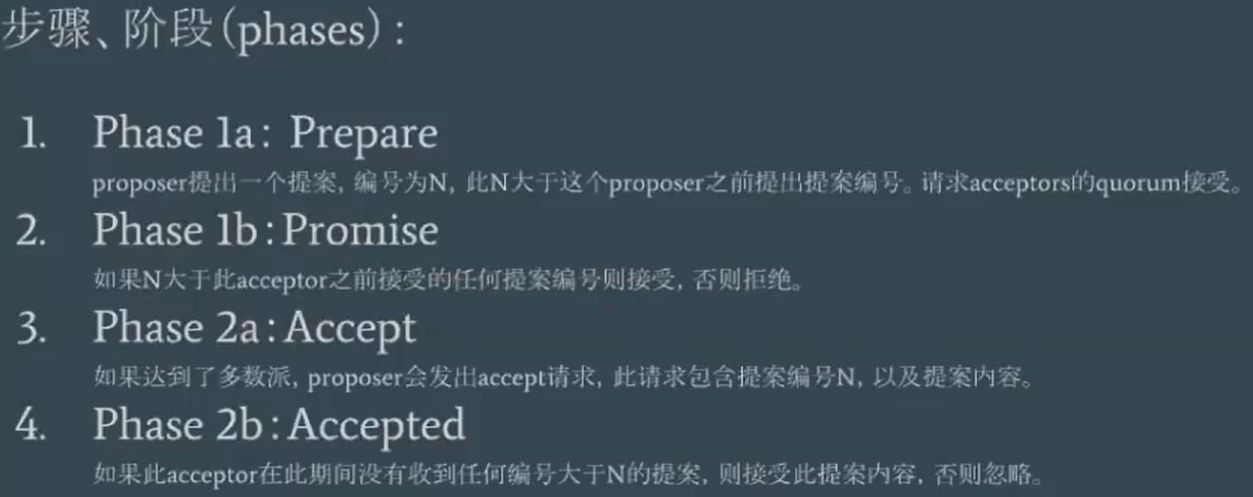 步骤、阶段(phases):
1. Phase 1a: Prepare
proposer提出一个提案, 编号为N, 此N大于这个proposer之前提出提案编号。请求acceptors的quorum接受。
2. Phase 1b:Promise
如果N大于此acceptor之前接受的任何提案编号则接受, 否则拒绝。
3. Phase 2a:Accept
如果达到了多数派, proposer会发出accept请求, 此请求包含提案编号N, 以及提案内容。
4. Phase 2b:Accepted
如果此acceptor在此期间没有收到任何编号大于N的提案, 则接受此提案内容, 否则忽略。